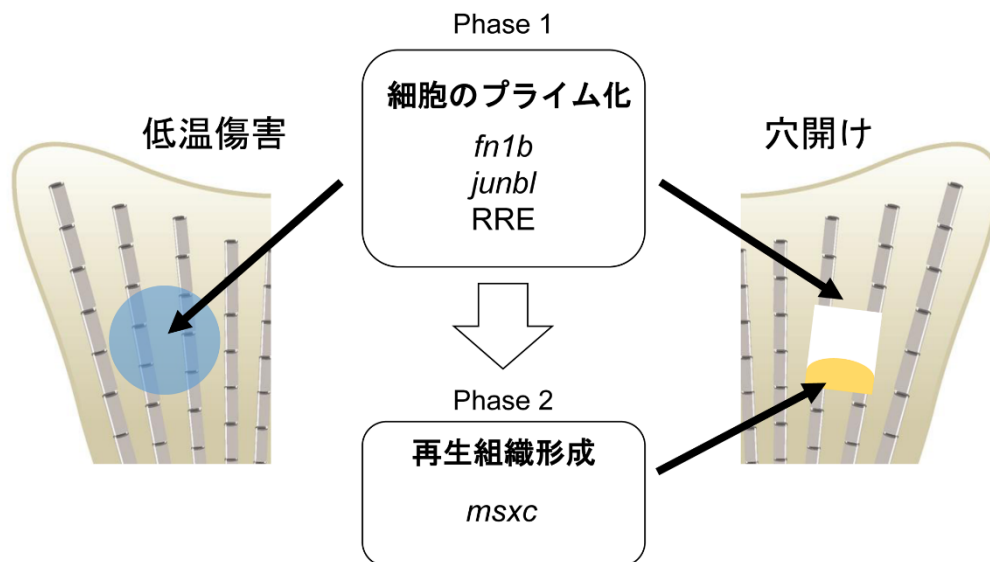 Phase 1
細胞のプライム化
fn1b
junbl
RRE
低温傷害
穴開け
Phase 2
再生組織形成
msxc